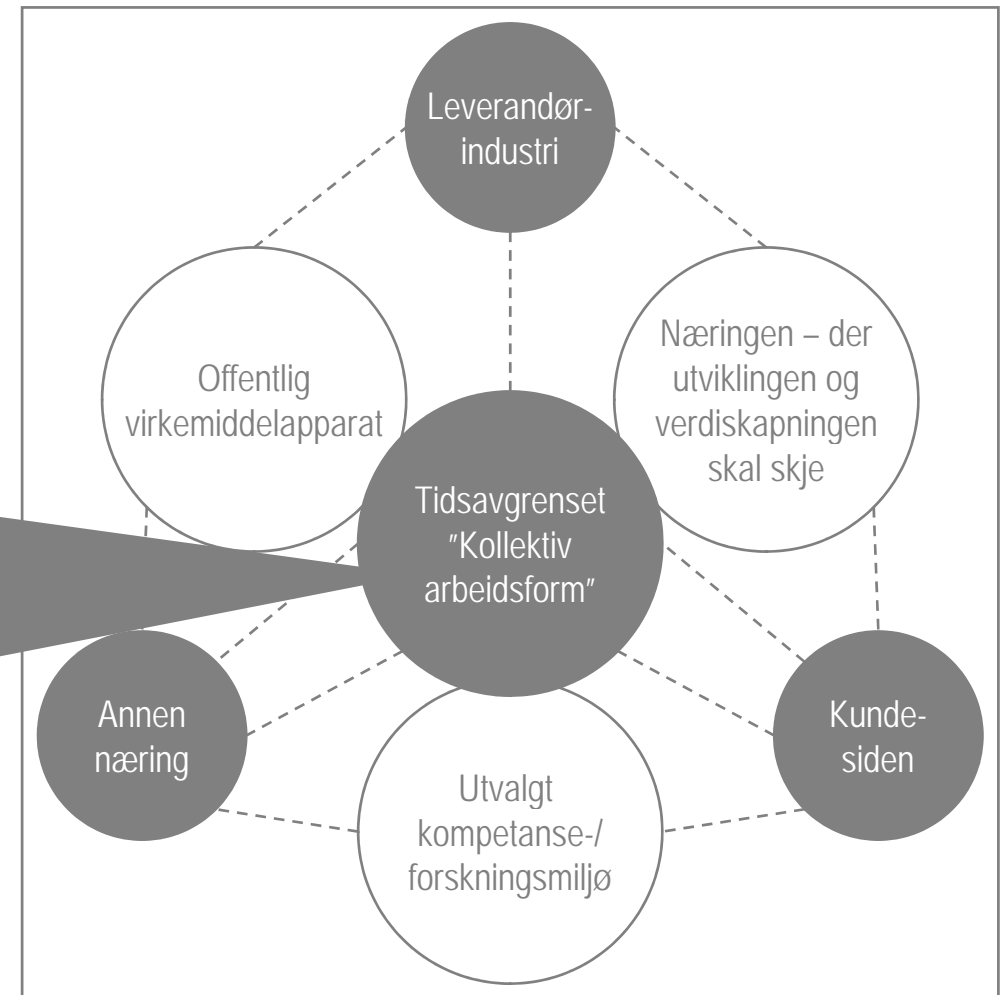 Leverandør-
industri
Offentlig
virkemiddelapparat
Næringen – der
utviklingen og
verdiskapningen
skal skje
Tidsavgrenset
"Kollektiv
arbeidsform"
Annen
næring
Kunde-
siden
Utvalgt
kompetanse-/
forskningsmiljø